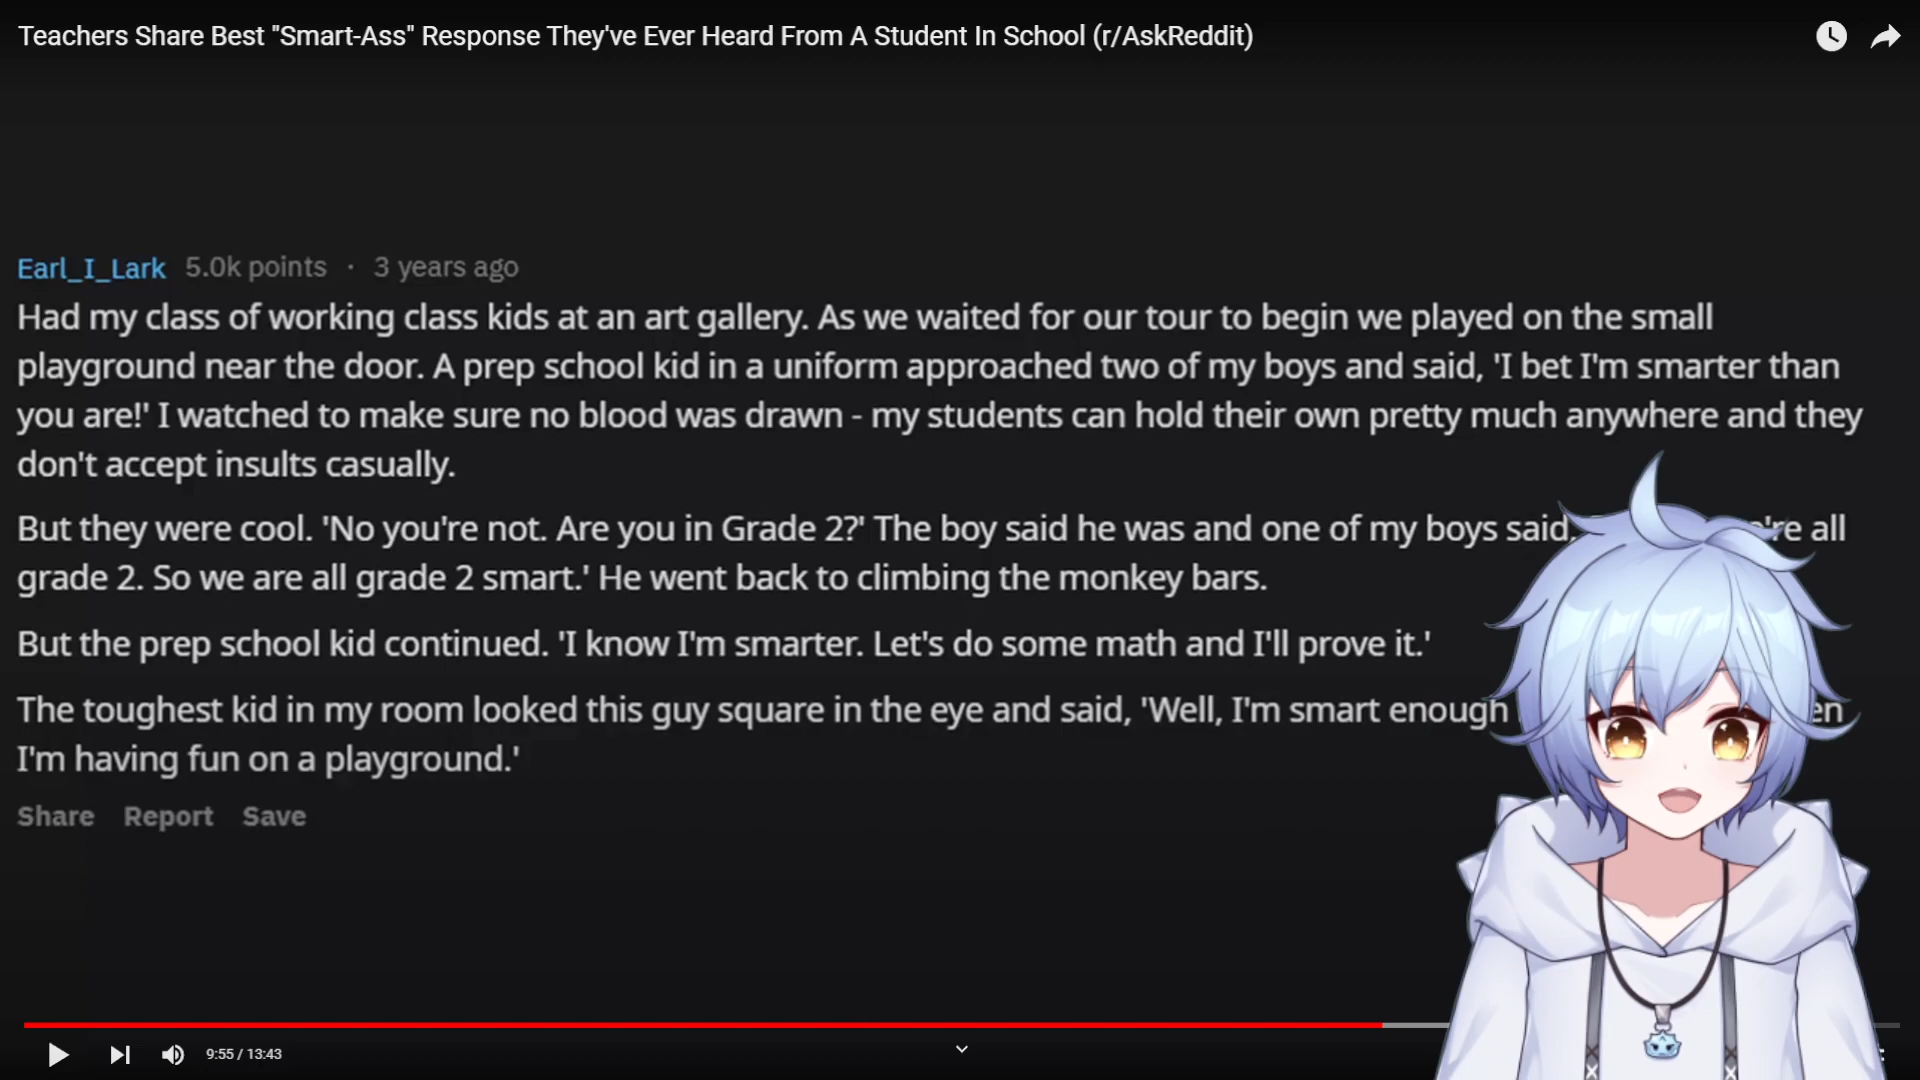 Teachers Share Best "Smart-Ass" Response They've Ever Heard From A Student In School (r/AskReddit)
Earl_I_Lark 5.0k points · 3 years ago
Had my class of working class kids at an art gallery. As we waited for our tour to begin we played on the small
playground near the door. A prep school kid in a uniform approached two of my boys and said, 'I bet I'm smarter than
you are!' I watched to make sure no blood was drawn - my students can hold their own pretty much anywhere and they
don't accept insults casually.
But they were cool. 'No you're not. Are you in Grade 2?' The boy said he was and one of my boys said, all
grade 2. So we are all grade 2 smart.' He went back to climbing the monkey bars.
But the prep school kid continued. 'I know I'm smarter. Let's do some math and I'll prove it.'
The toughest kid in my room looked this guy square in the eye and said, 'Well, I'm smart enough
I'm having fun on a playground.'
Share Report Save
9:55 / 13:43